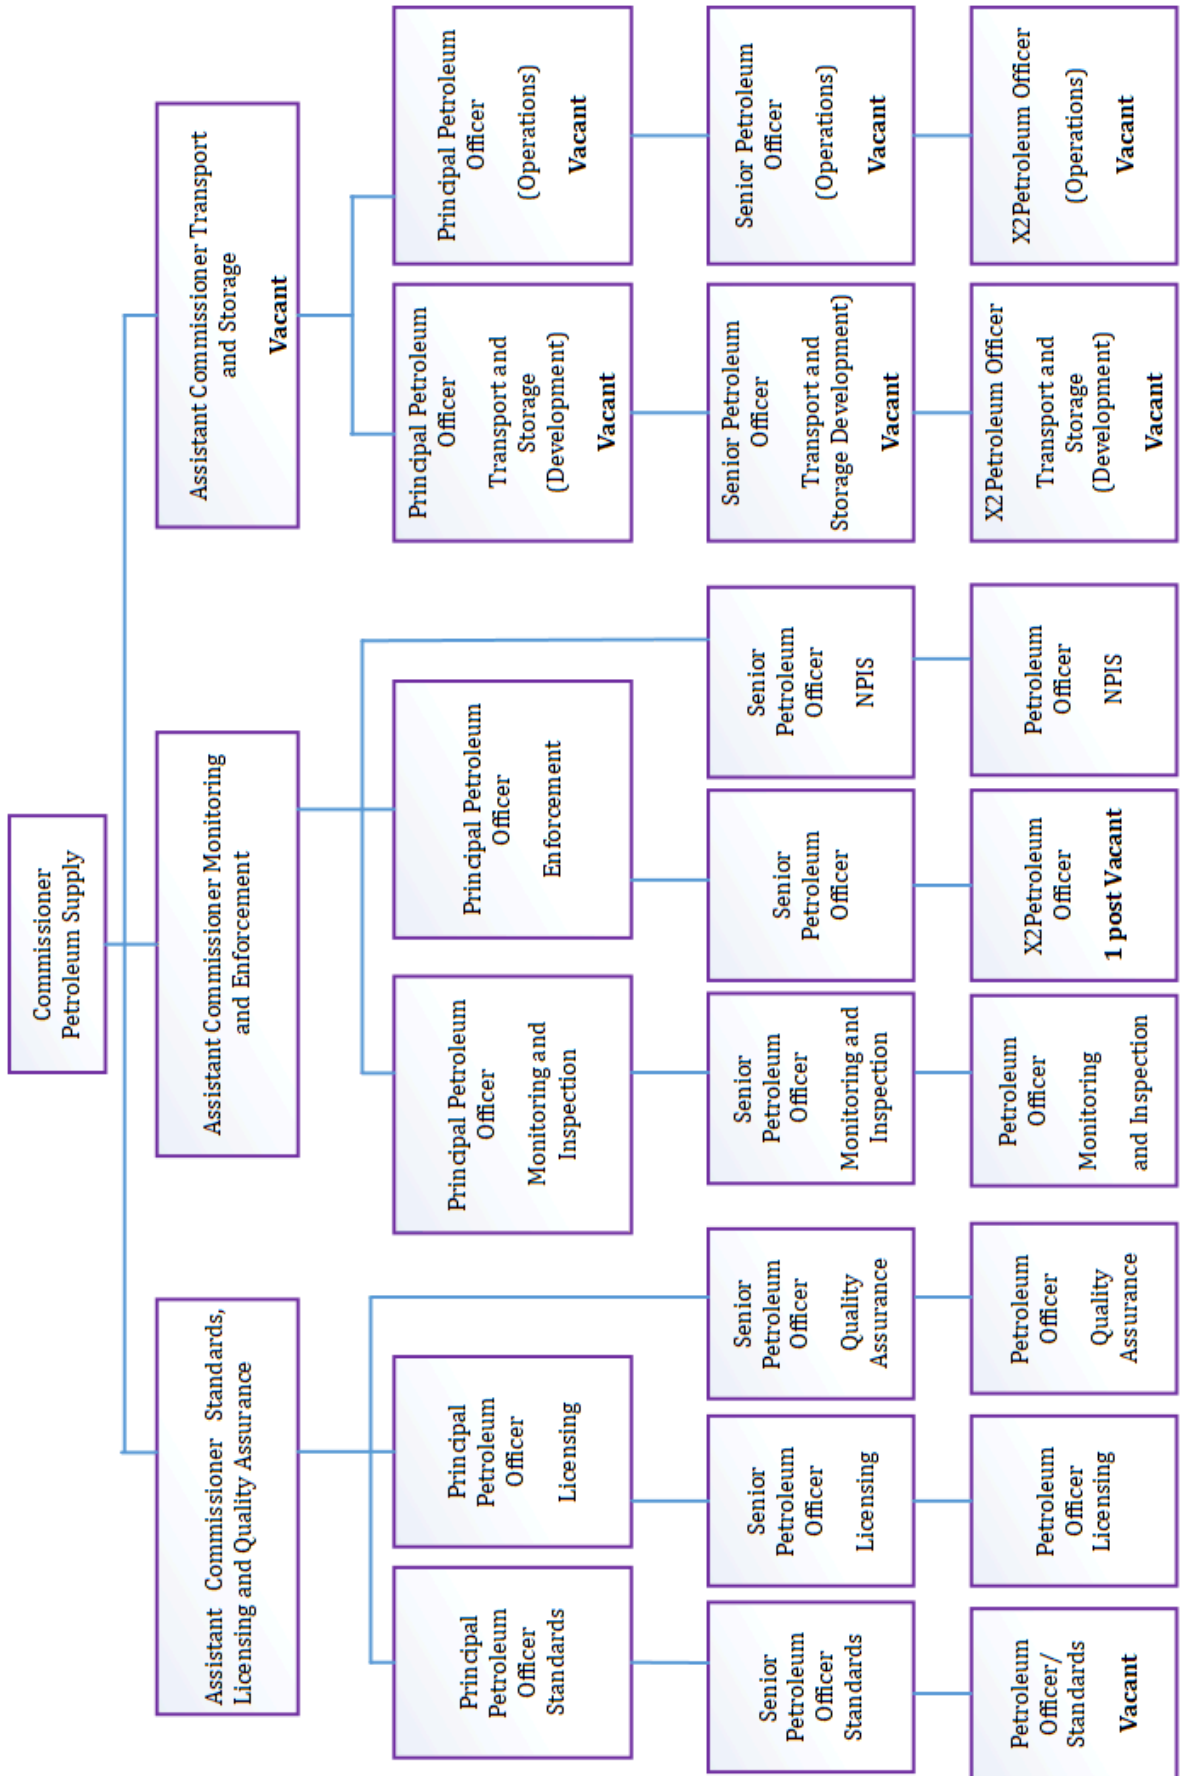 Commissioner
Petroleum Supply
Assistant Commissioner Standards,
Licensing and Quality Assurance
Assistant Commissioner Monitoring
and Enforcement
Assistant Commissioner Transport
and Storage
Vacant
Principal
Petroleum
Officer
Standards
Principal
Petroleum
Officer
Licensing
Principal Petroleum
Officer
Monitoring and
Inspection
Principal Petroleum
Officer
Enforcement
Principal Petroleum
Officer
Transport and
Storage
(Development)
Vacant
Principal Petroleum
Officer
(Operations)
Vacant
Senior
Petroleum
Officer
Standards
Senior
Petroleum
Officer
Licensing
Senior
Petroleum
Officer
Quality
Assurance
Senior
Petroleum
Officer
Monitoring and
Inspection
Senior
Petroleum
Officer
Senior
Petroleum
Officer
NPIS
Senior Petroleum
Officer
Transport and
Storage Development)
Vacant
Senior Petroleum
Officer
(Operations)
Vacant
Petroleum
Officer/
Standards
Vacant
Petroleum
Officer
Licensing
Petroleum
Officer
Quality
Assurance
Petroleum
Officer
Monitoring
and Inspection
X2Petroleum
Officer
1 post Vacant
Petroleum
Officer
NPIS
X2Petroleum Officer
Transport and
Storage
(Development)
Vacant
X2Petroleum Officer
(Operations)
Vacant